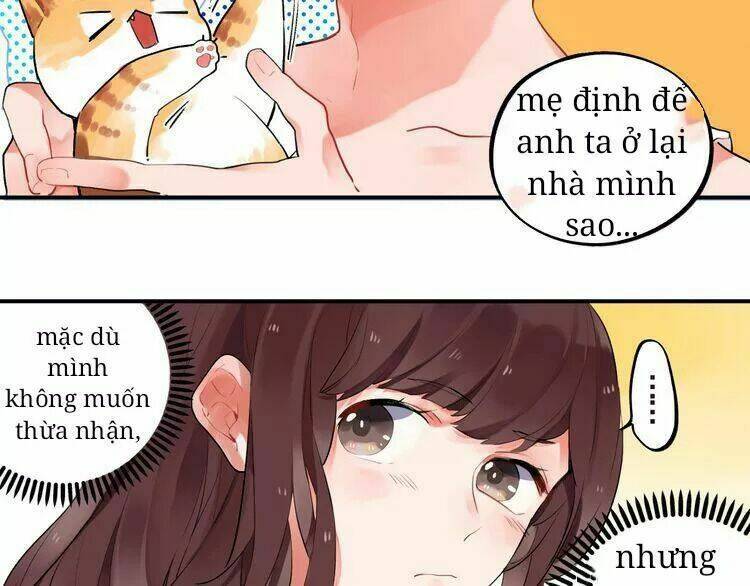 mẹ định để
anh ta ở lại
nhà mình
sao...
mặc dù
mình
không muốn
thừa nhận,
......
nhưng